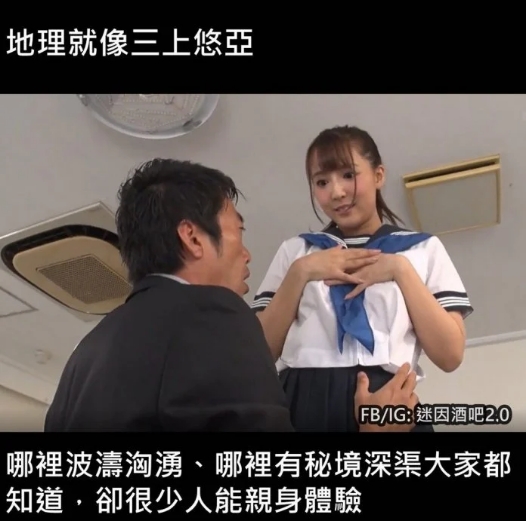 地理就像三上悠亞
FB/IG: 迷因酒吧2.0
哪裡波濤洶湧、哪裡有秘境深渠大家都
知道，卻很少人能親身體驗